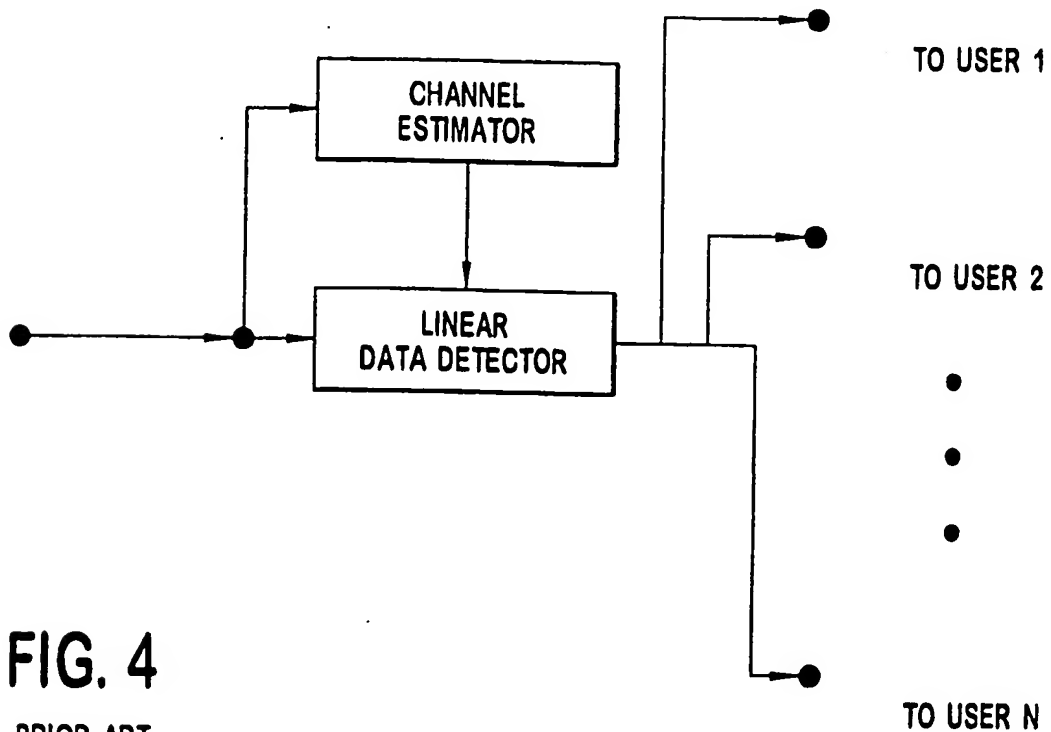 CHANNEL
ESTIMATOR
TO USER 1
TO USER 2
LINEAR
DATA DETECTOR
FIG. 4
PRIOR ART
TO USER N